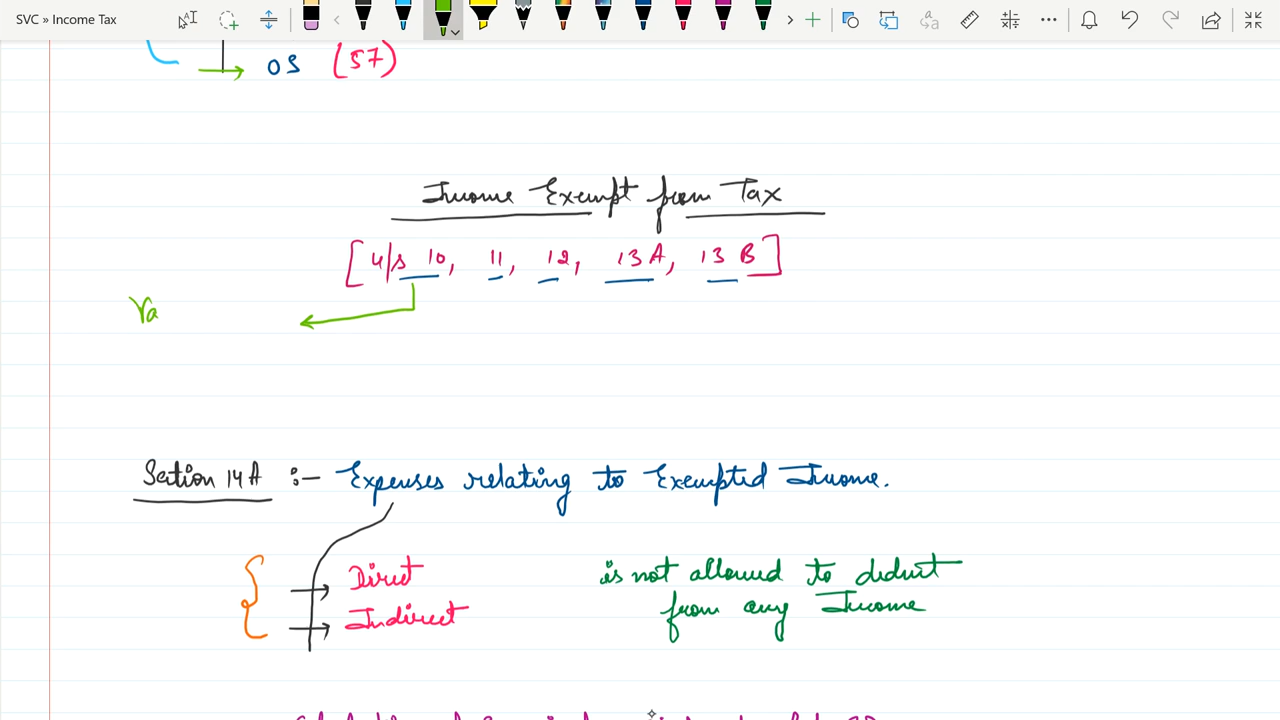 SVC » Income Tax
OS (57)
Income Exempt from Tax
[u/s 10, 11, 12, 13A, 13B]
Va
Section 14A :- Expenses relating to Exempted Income.
Direct
Indirect
is not allowed to deduct
from any Income